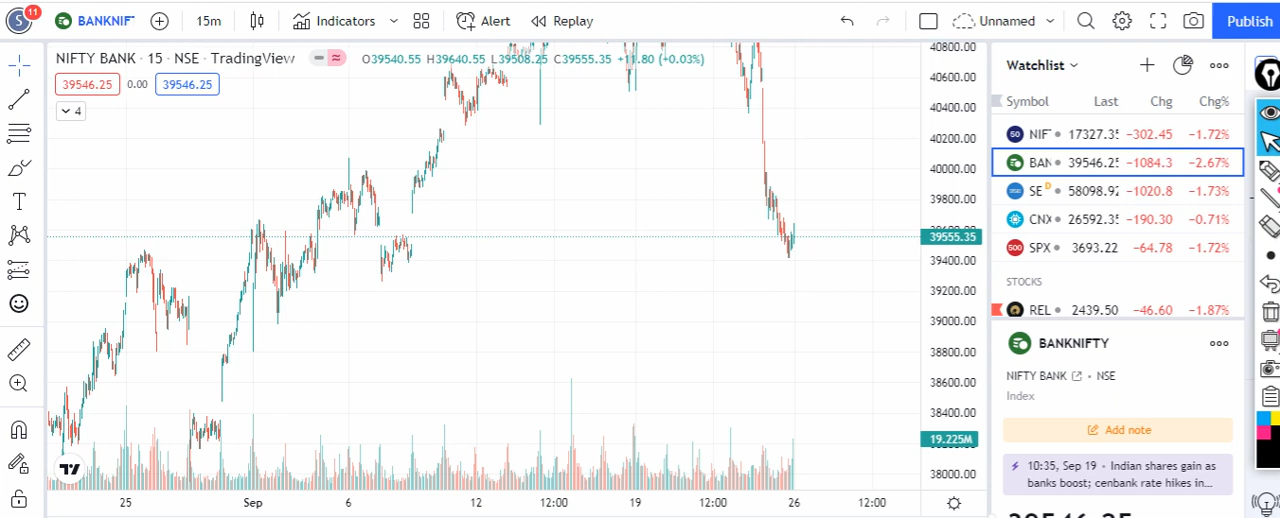 S 11 BANKNIF 15m Indicators Alert Replay Unnamed Publish
NIFTY BANK · 15 · NSE · TradingView O39540.55 H39640.55 L39508.25 C39555.35 +11.80 (+0.03%)
39546.25 0.00 39546.25
4
40800.00
40600.00
40400.00
40200.00
40000.00
39800.00
39555.35
39400.00
39200.00
39000.00
38800.00
38600.00
38400.00
19.225M
38000.00
25 Sep 6 12 12:00 19 12:00 26 12:00
Watchlist
Symbol Last Chg Chg%
50 NIF 17327.35 −302.45 −1.72%
BAN 39546.25 −1084.3 −2.67%
SE D 58098.92 −1020.8 −1.73%
CNX 26592.35 −190.30 −0.71%
500 SPX 3693.22 −64.78 −1.72%
STOCKS
REL 2439.50 −46.60 −1.87%
BANKNIFTY
NIFTY BANK • NSE
Index
Add note
10:35, Sep 19 • Indian shares gain as
banks boost; cenbank rate hikes in...
39546.25